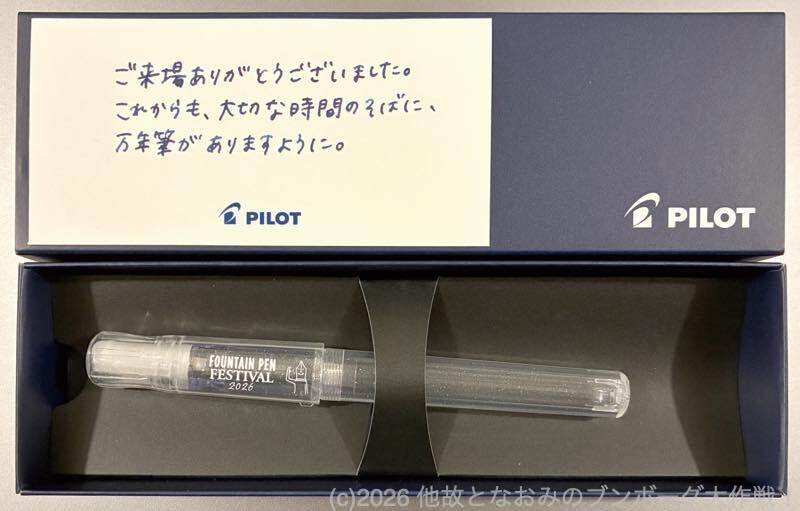 ご来場ありがとうございました。
これからも、大切な時間のそばに、
万年筆がありますように。
PILOT
PILOT
FOUNTAIN PEN
FESTIVAL
2026
(c)2026 他故となおみのブンボーグ大作戦